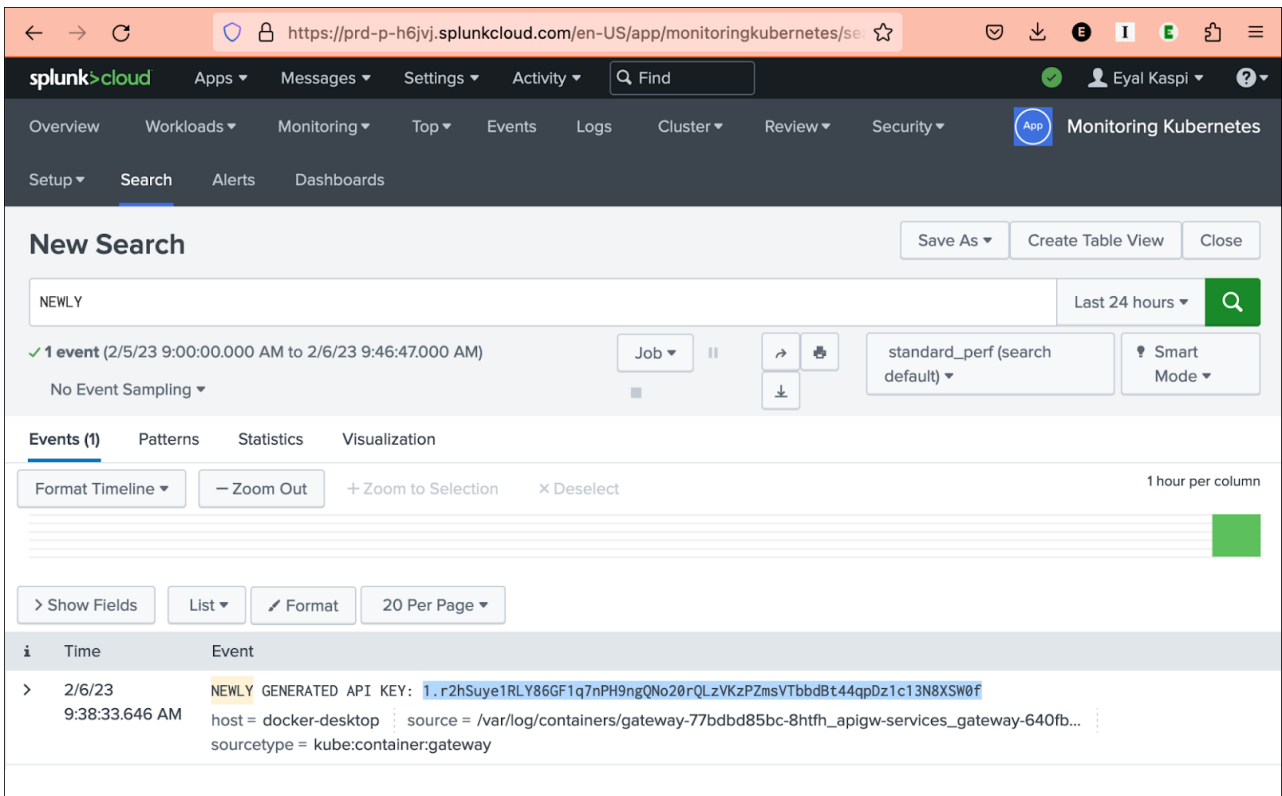 https://prd-p-h6jvj.splunkcloud.com/en-US/app/monitoringkubernetes/se
splunk>cloud Apps Messages Settings Activity Find Eyal Kaspi ?
Overview Workloads Monitoring Top Events Logs Cluster Review Security App Monitoring Kubernetes
Setup Search Alerts Dashboards
New Search Save As Create Table View Close
NEWLY Last 24 hours
✓ 1 event (2/5/23 9:00:00.000 AM to 2/6/23 9:46:47.000 AM) Job standard_perf (search default) Smart Mode
No Event Sampling
Events (1) Patterns Statistics Visualization
Format Timeline — Zoom Out + Zoom to Selection × Deselect 1 hour per column
> Show Fields List Format 20 Per Page
i Time Event
> 2/6/23 NEWLY GENERATED API KEY: 1.r2hSuye1RLY86GF1q7nPH9ngQNo20rQLzVKzPZmsVTbbdBt44qpDz1c13N8XSW0f
9:38:33.646 AM host = docker-desktop source = /var/log/containers/gateway-77bdbd85bc-8htfh_apigw-services_gateway-640fb...
sourcetype = kube:container:gateway